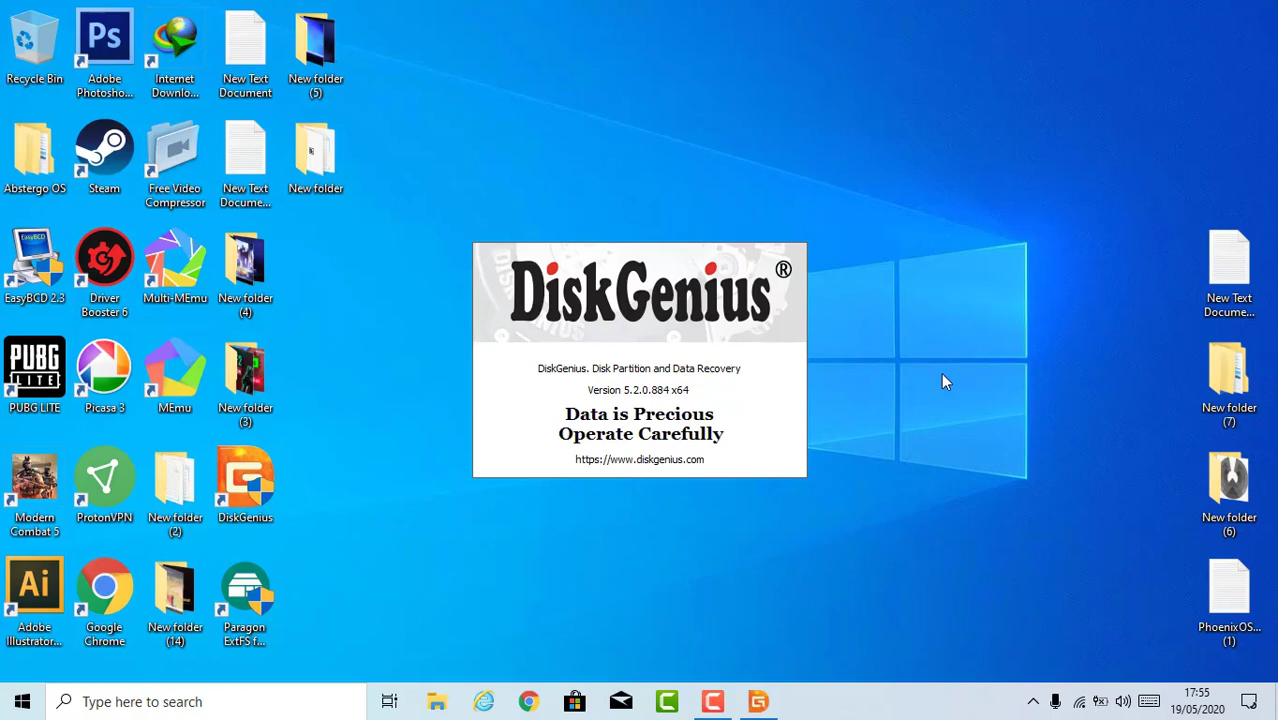 Recycle Bin
Adobe
Photosho...
Internet
Downlo...
New Text
Document
New folder
(5)
Abstergo OS
Steam
Free Video
Compressor
New Text
Docume...
New folder
EasyBCD 2.3
Driver
Booster 6
Multi-MEmu
New folder
(4)
PUBG
LITE
PUBG LITE
Picasa 3
MEmu
New folder
(3)
Modern
Combat 5
ProtonVPN
New folder
(2)
DiskGenius
Ai
Adobe
Illustrator...
Google
Chrome
New folder
(14)
Paragon
ExtFS f...
Ps
EasyBCD
DiskGenius®
DiskGenius. Disk Partition and Data Recovery
Version 5.2.0.884 x64
Data is Precious
Operate Carefully
https://www.diskgenius.com
New Text
Docume...
New folder
(7)
New folder
(6)
PhoenixOS...
(1)
Type here to search
17:55
19/05/2020